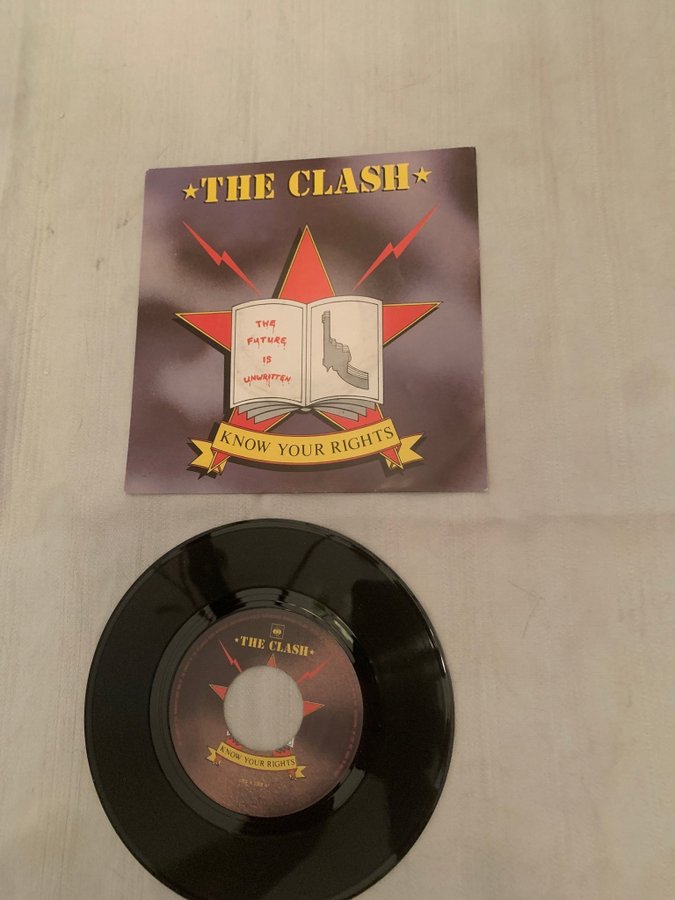 ★THE CLASH★
THE
FUTURE
IS
UNWRITTEN
KNOW YOUR RIGHTS
★THE CLASH★
KNOW YOUR RIGHTS